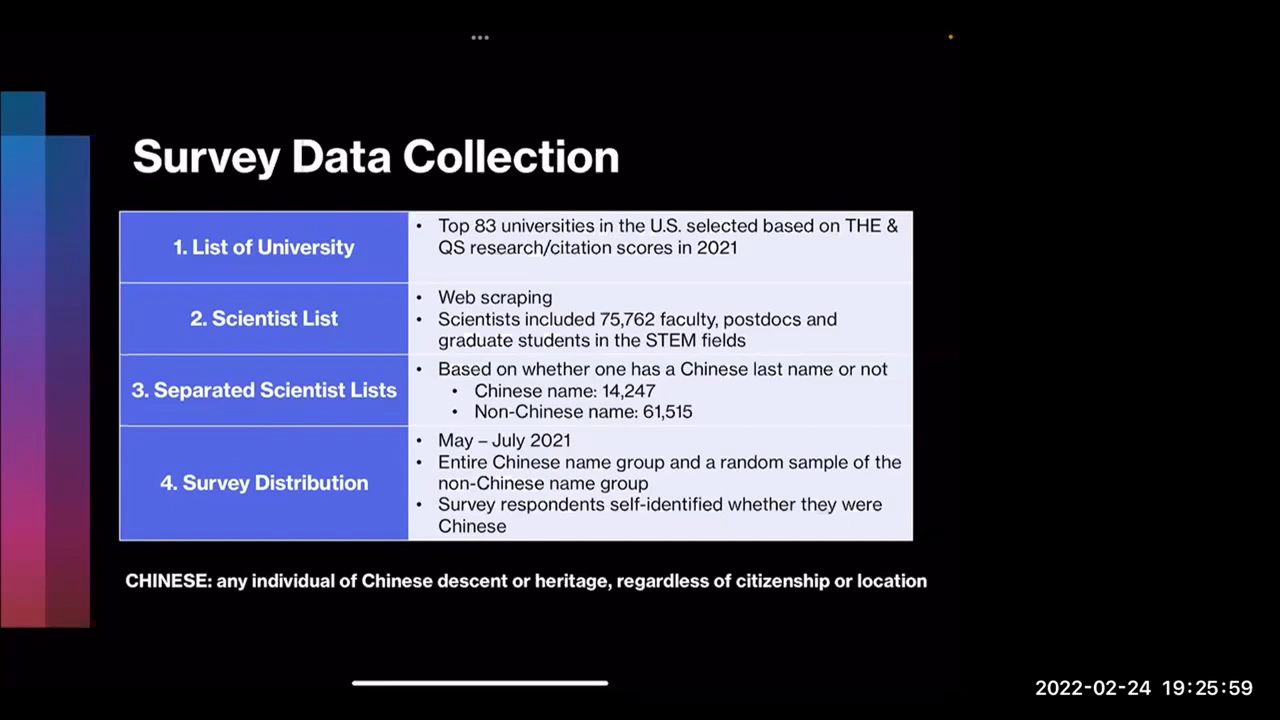 Survey Data Collection
1. List of University
• Top 83 universities in the U.S. selected based on THE &
QS research/citation scores in 2021
2. Scientist List
• Web scraping
• Scientists included 75,762 faculty, postdocs and
graduate students in the STEM fields
3. Separated Scientist Lists
• Based on whether one has a Chinese last name or not
• Chinese name: 14,247
• Non-Chinese name: 61,515
4. Survey Distribution
• May – July 2021
• Entire Chinese name group and a random sample of the
non-Chinese name group
• Survey respondents self-identified whether they were
Chinese
CHINESE: any individual of Chinese descent or heritage, regardless of citizenship or location
2022-02-24 19:25:59